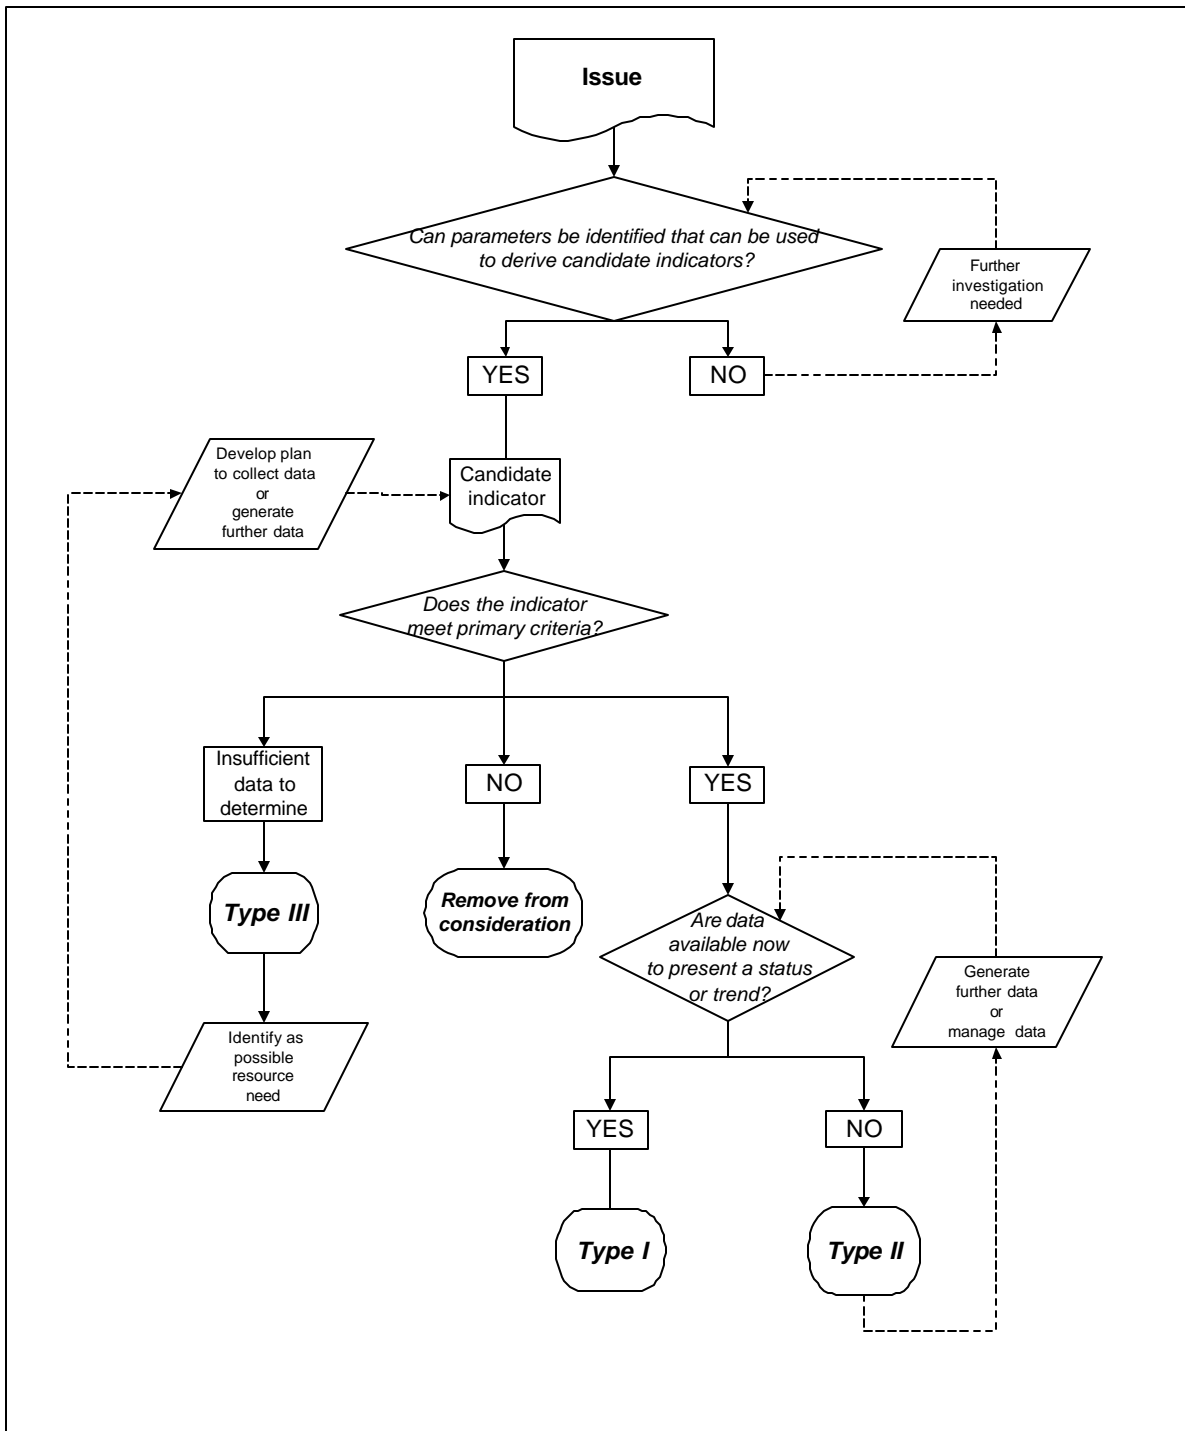 Issue
Can parameters be identified that can be used
to derive candidate indicators?
Further
investigation
needed
YES
NO
Develop plan
to collect data
or
generate
further data
Candidate
indicator
Does the indicator
meet primary criteria?
Insufficient
data to
determine
NO
YES
Type III
Remove from
consideration
Are data
available now
to present a status
or trend?
Generate
further data
or
manage data
Identify as
possible
resource
need
YES
NO
Type I
Type II